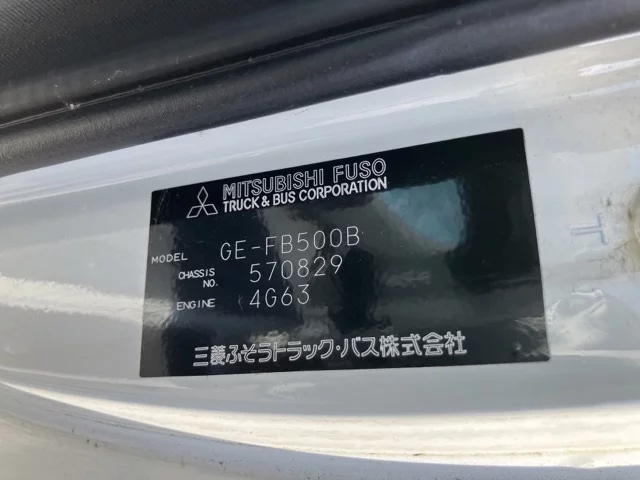 MITSUBISHI FUSO
TRUCK & BUS CORPORATION
MODEL GE-FB500B
CHASSIS NO. 570829
ENGINE 4G63
三菱ふそうトラック・バス株式会社